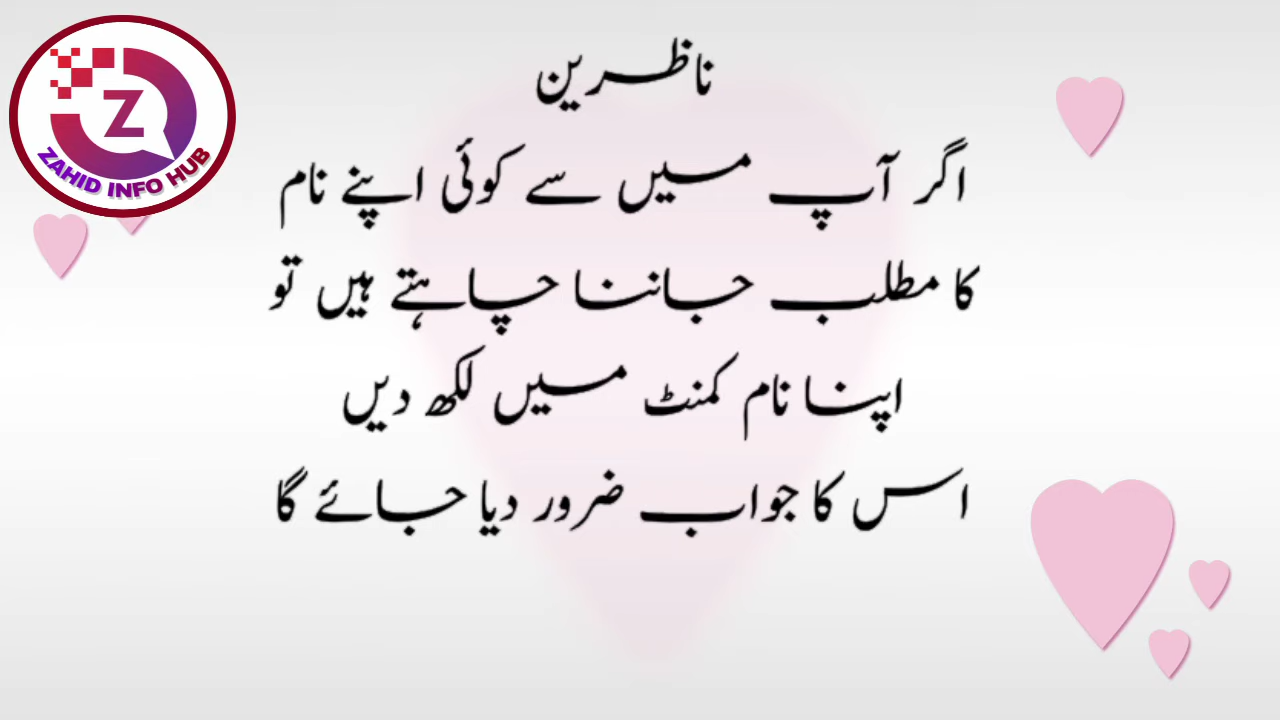 Z
ZAHID INFO HUB
ناظرین
اگر آپ میں سے کوئی اپنے نام
کا مطلب جاننا چاہتے ہیں تو
اپنا نام کمنٹ میں لکھ دیں
اس کا جواب ضرور دیا جائے گا